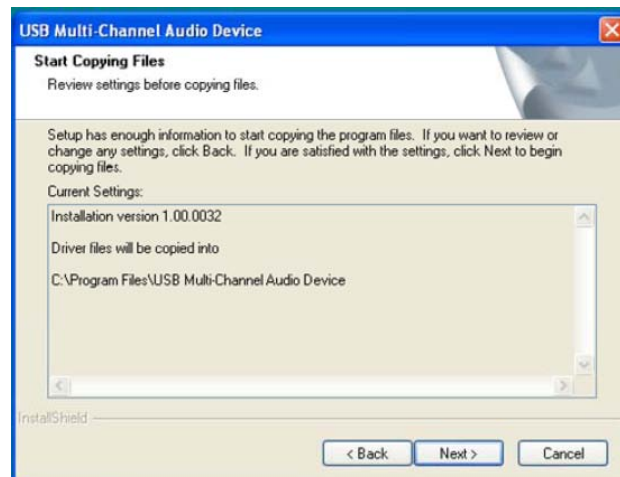 USB Multi-Channel Audio Device
Start Copying Files
Review settings before copying files.
Setup has enough information to start copying the program files. If you want to review or
change any settings, click Back. If you are satisfied with the settings, click Next to begin
copying files.
Current Settings:
Installation version 1.00.0032
Driver files will be copied into
C:\Program Files\USB Multi-Channel Audio Device
InstallShield
< Back Next > Cancel